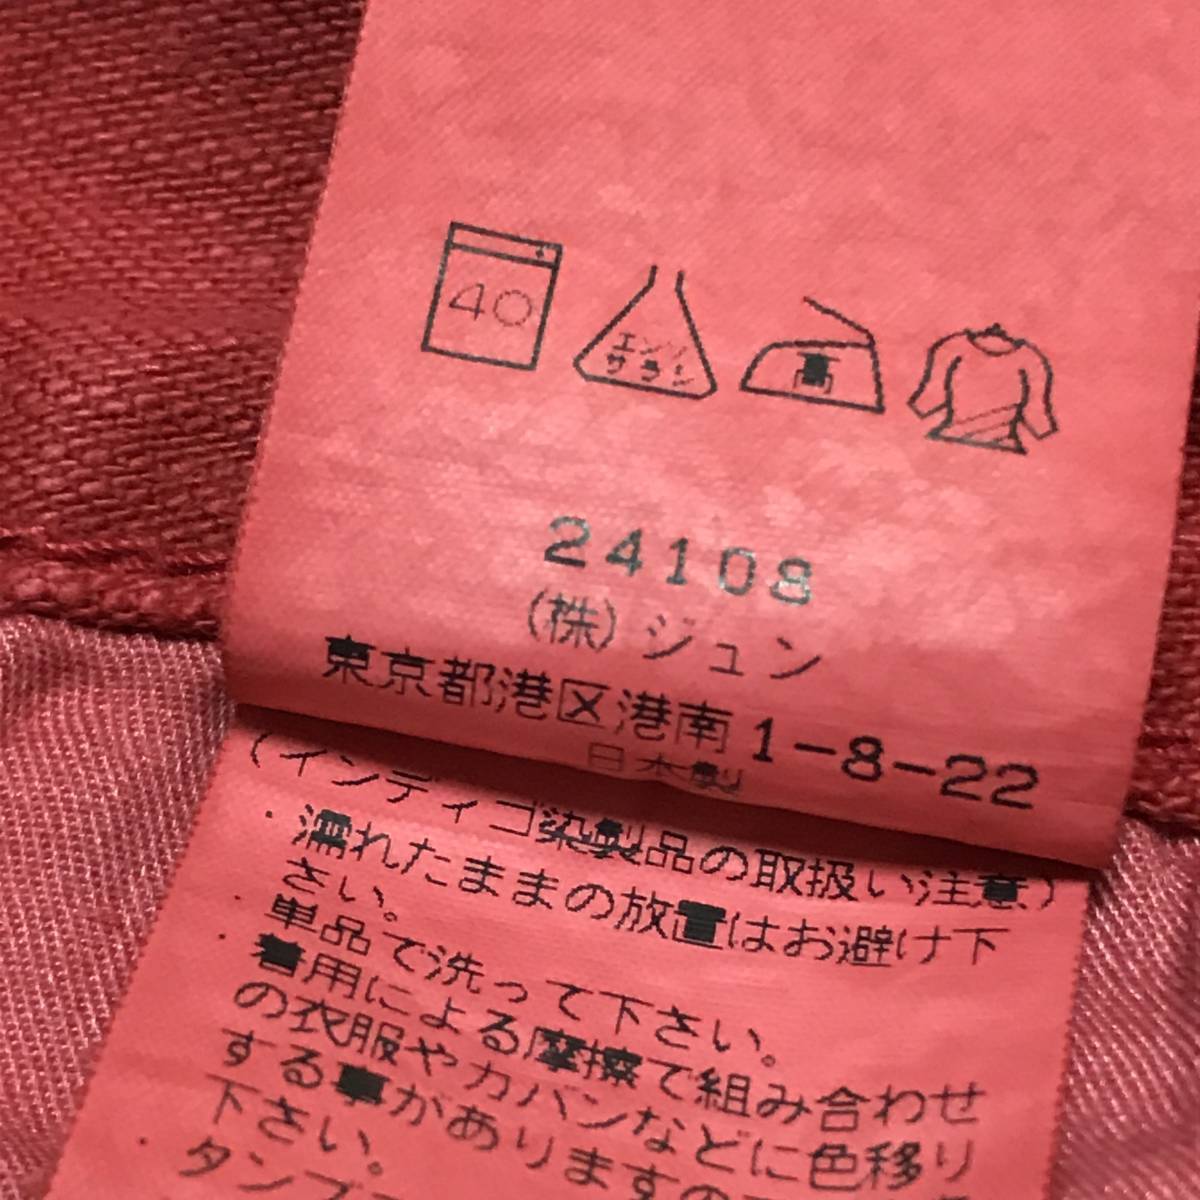 40
エンソ
サラン
高
24108
(株)ジュン
東京都港区港南1-8-22
日本製
(インディゴ染製品の取扱い注意)
・濡れたままの放置はお避け下
さい。
・単品で洗って下さい。
着用による摩擦で組み合わせ
の衣服やカバンなどに色移り
する事がありますの
下さい。
・タンブ